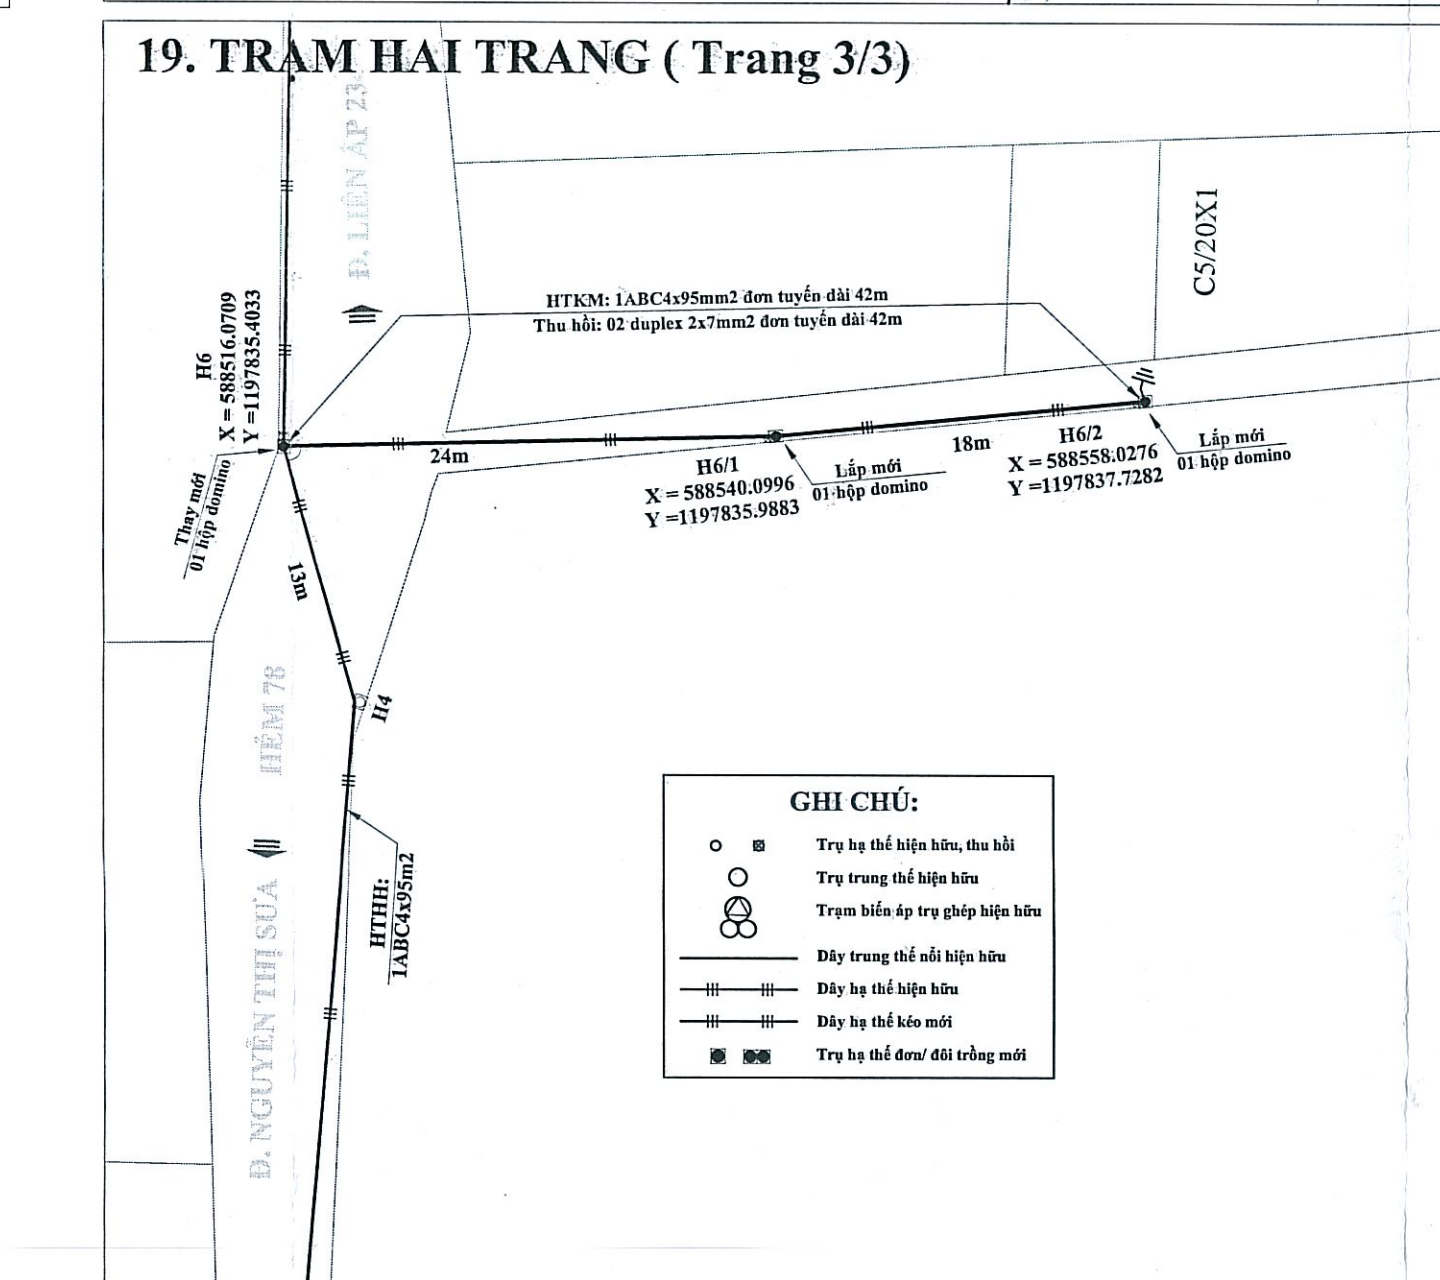 19. TRẠM HAI TRANG ( Trang 3/3)
Đ. LIÊN ẤP 23
C5/20X1
HTKM: 1ABC4x95mm2 đơn tuyến dài 42m
Thu hồi: 02 duplex 2x7mm2 đơn tuyến dài 42m
H6
X = 588516.0709
Y =1197835.4033
24m
18m
H6/1
X = 588540.0996
Y =1197835.9883
Lắp mới
01 hộp domino
H6/2
X = 588558.0276
Y =1197837.7282
Lắp mới
01 hộp domino
Thay mới
01 hộp domino
13m
H4
HẺM 78
HTHH:
1ABC4x95m2
Đ. NGUYỄN THỊ SƯA
GHI CHÚ:
Trụ hạ thế hiện hữu, thu hồi
Trụ trung thế hiện hữu
Trạm biến áp trụ ghép hiện hữu
Dây trung thế nổi hiện hữu
Dây hạ thế hiện hữu
Dây hạ thế kéo mới
Trụ hạ thế đơn/ đôi trồng mới